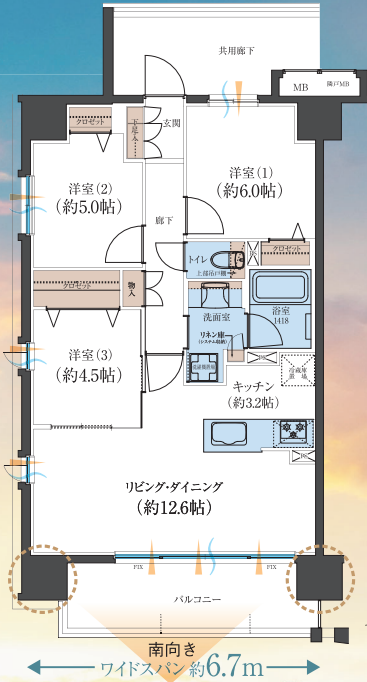 共用廊下
MB
隣戸MB
クロゼット
下足入
玄関
洋室(1)
(約6.0帖)
洋室(2)
(約5.0帖)
廊下
トイレ
上部吊戸棚
クロゼット
クロゼット
物入
洗面室
浴室
1418
リネン庫
(システム収納)
洋室(3)
(約4.5帖)
冷蔵庫
置場
キッチン
(約3.2帖)
リビング・ダイニング
(約12.6帖)
FIX
FIX
バルコニー
南向き
ワイドスパン約6.7m